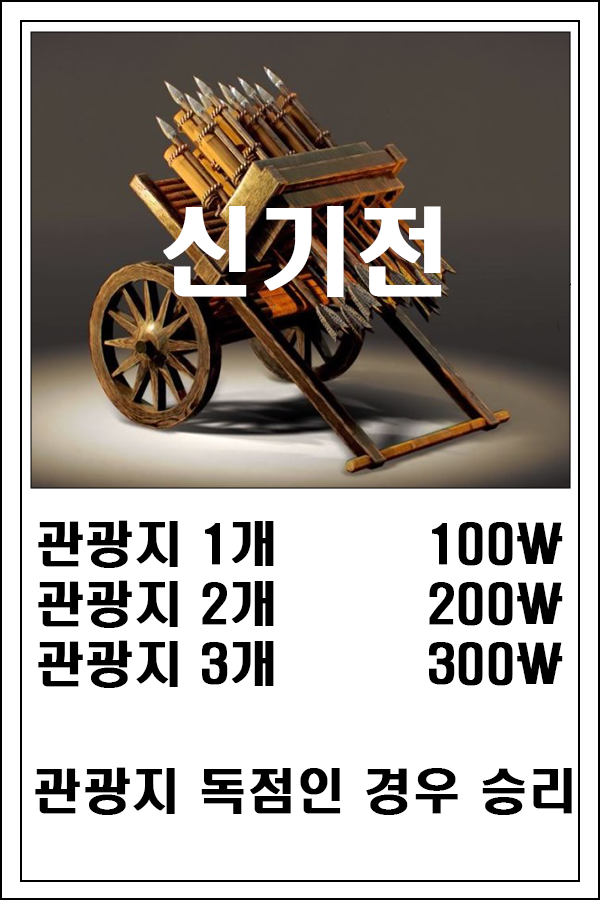 신기전
관광지 1개 100₩
관광지 2개 200₩
관광지 3개 300₩
관광지 독점인 경우 승리